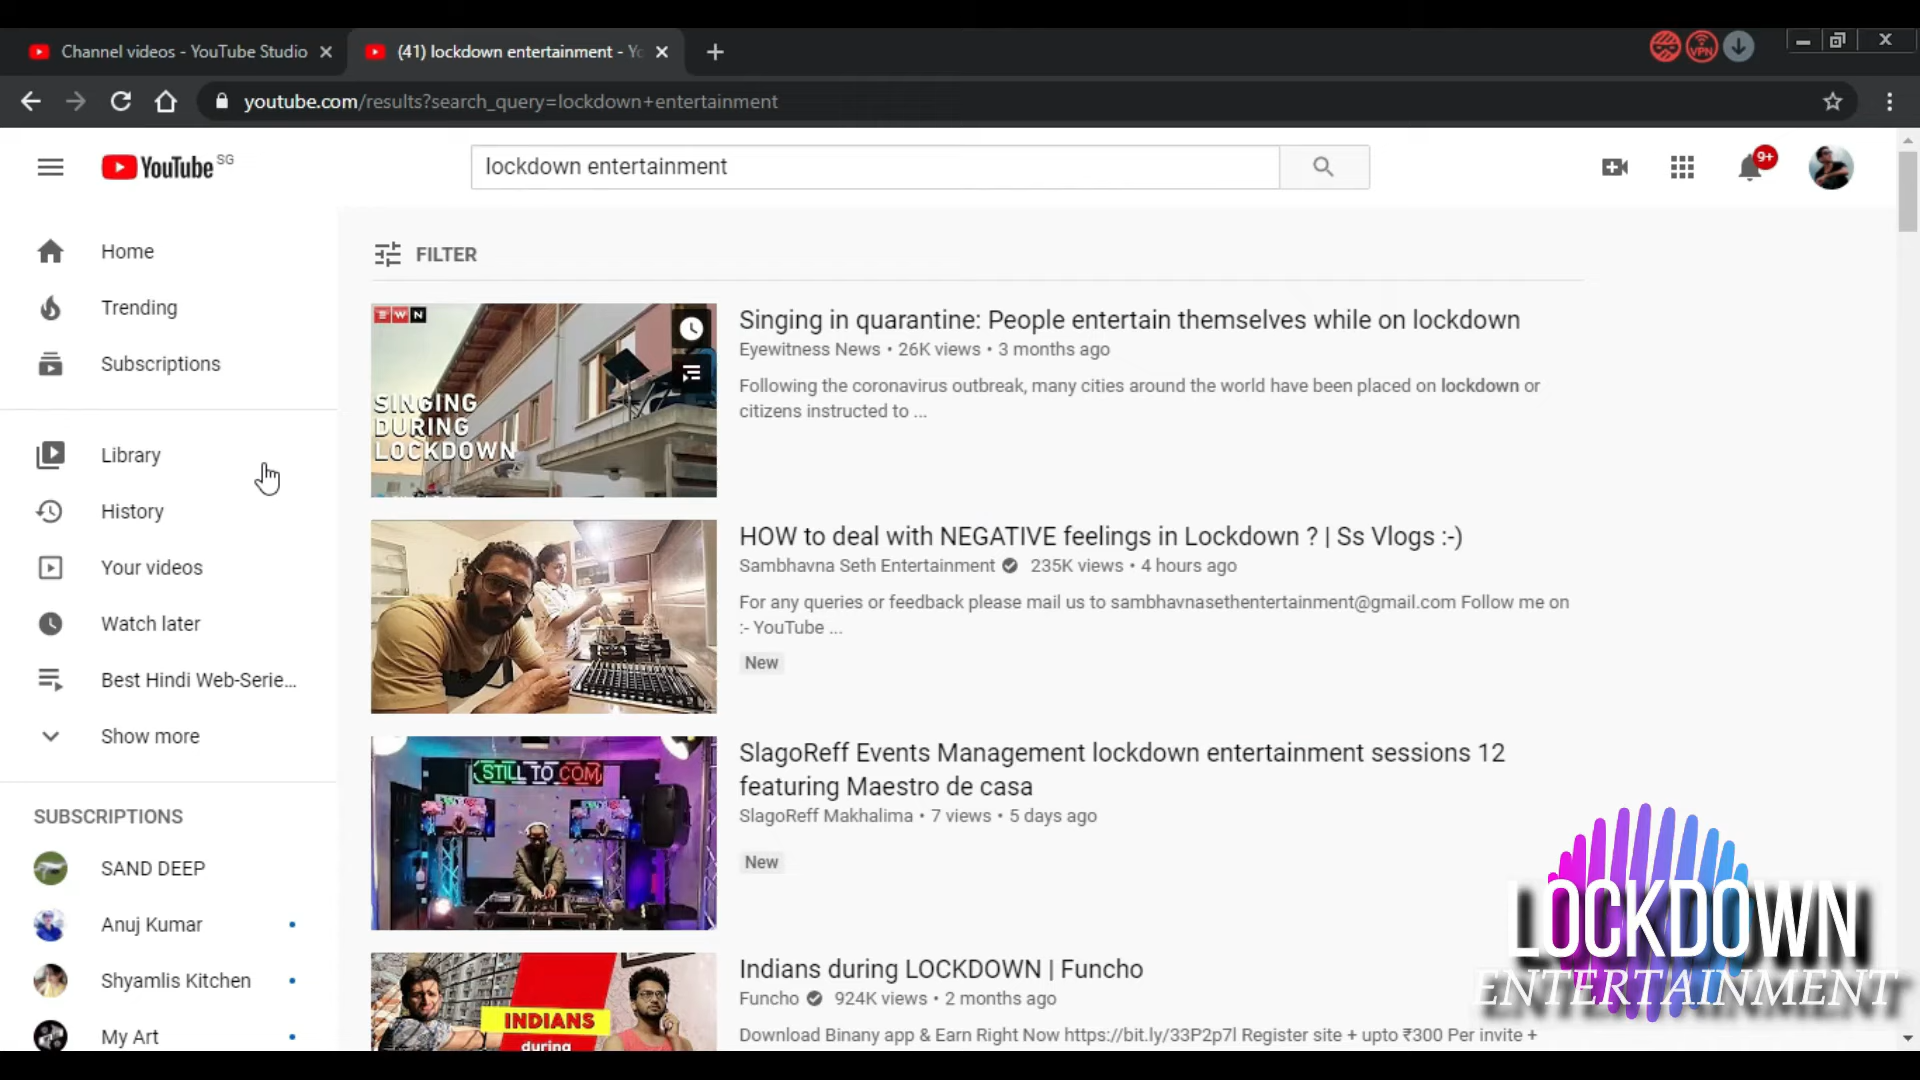 Channel videos - YouTube Studio
(41) lockdown entertainment - Yo
VPN
youtube.com/results?search_query=lockdown+entertainment
YouTube SG
lockdown entertainment
9+
Home
Trending
Subscriptions
Library
History
Your videos
Watch later
Best Hindi Web-Serie...
Show more
SUBSCRIPTIONS
SAND DEEP
Anuj Kumar
Shyamlis Kitchen
My Art
FILTER
EWN
SINGING
DURING
LOCKDOWN
Singing in quarantine: People entertain themselves while on lockdown
Eyewitness News • 26K views • 3 months ago
Following the coronavirus outbreak, many cities around the world have been placed on lockdown or
citizens instructed to ...
HOW to deal with NEGATIVE feelings in Lockdown ? | Ss Vlogs :-)
Sambhavna Seth Entertainment 235K views • 4 hours ago
For any queries or feedback please mail us to sambhavnasethentertainment@gmail.com Follow me on
:- YouTube ...
New
STILL TO COM
SlagoReff Events Management lockdown entertainment sessions 12
featuring Maestro de casa
SlagoReff Makhalima • 7 views • 5 days ago
New
INDIANS
during
Indians during LOCKDOWN | Funcho
Funcho 924K views • 2 months ago
Download Binany app & Earn Right Now https://bit.ly/33P2p7l Register site + upto ₹300 Per invite +
LOCKDOWN
ENTERTAINMENT